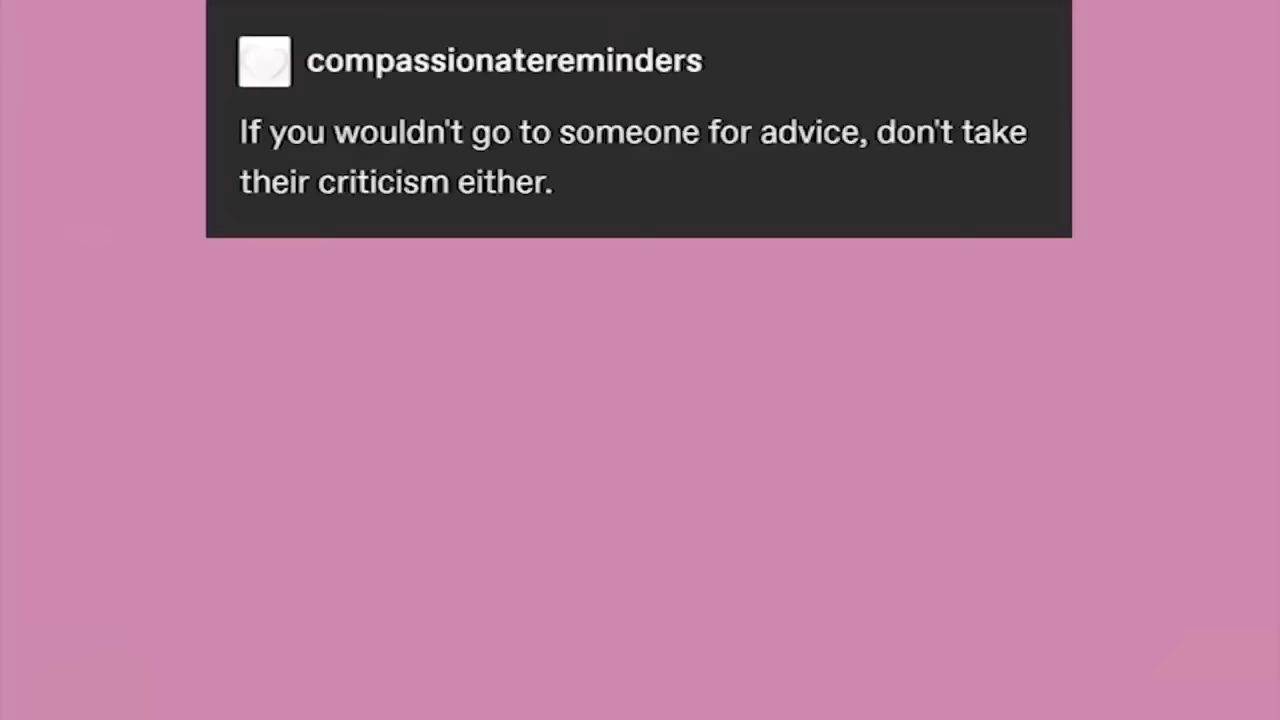 compassionatereminders
If you wouldn't go to someone for advice, don't take
their criticism either.